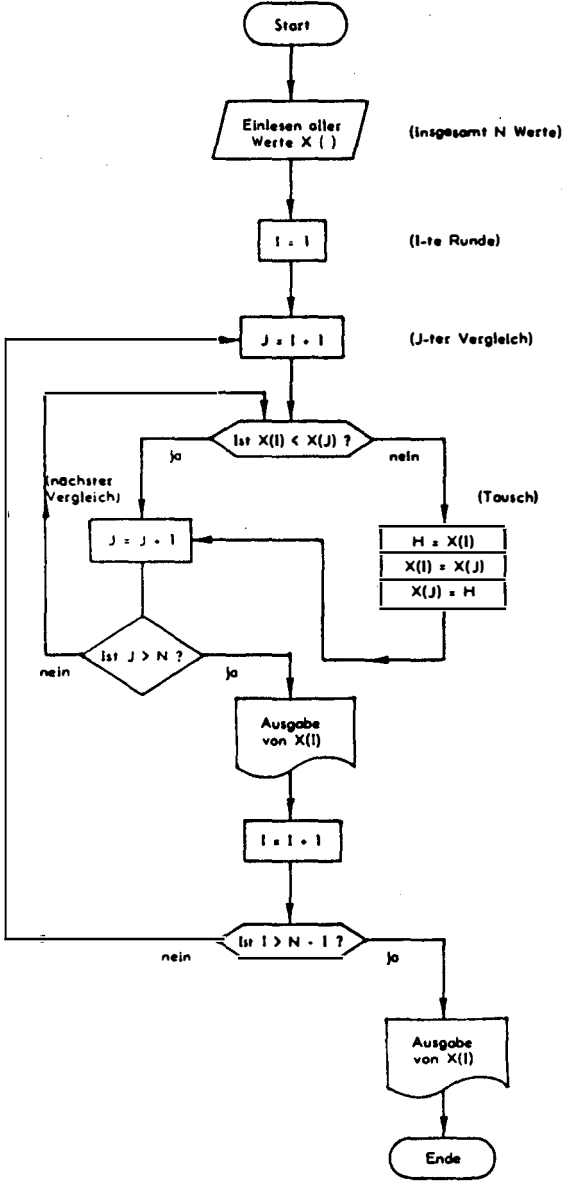 Start
Einlesen aller
Werte X ( )
(insgesamt N Werte)
I = 1
(I-te Runde)
J = I + 1
(J-ter Vergleich)
Ist X(I) < X(J) ?
ja
nein
(nächster
Vergleich)
(Tausch)
J = J + 1
H = X(I)
X(I) = X(J)
X(J) = H
Ist J > N ?
nein
ja
Ausgabe
von X(I)
I = I + 1
Ist I > N - 1 ?
nein
ja
Ausgabe
von X(I)
Ende